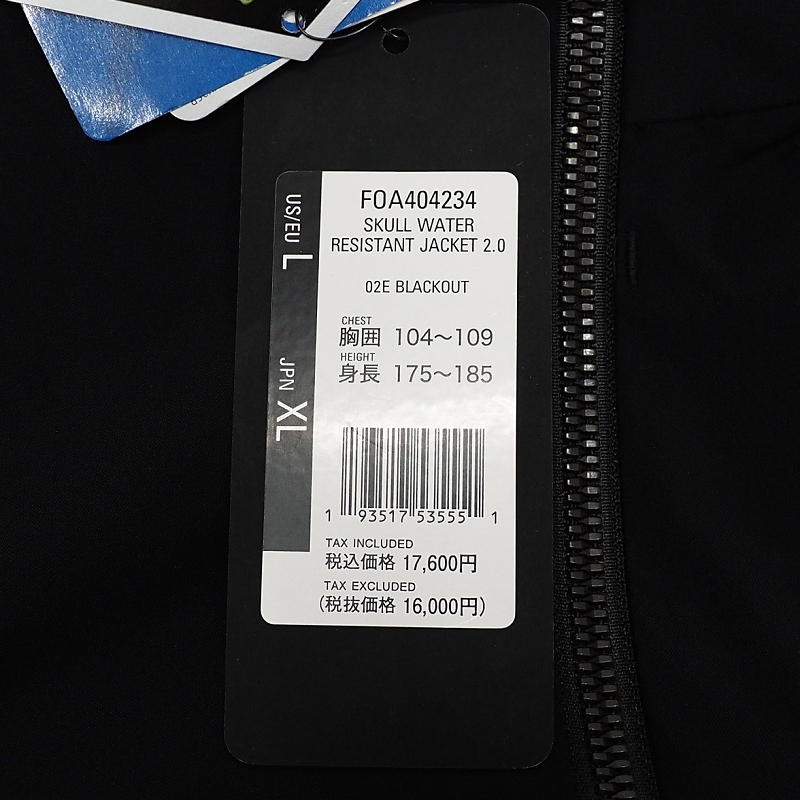 US/EU L
JPN XL
FOA404234
SKULL WATER
RESISTANT JACKET 2.0
02E BLACKOUT
CHEST
胸囲 104〜109
HEIGHT
身長 175〜185
1 93517 53555 1
TAX INCLUDED
税込価格 17,600円
TAX EXCLUDED
(税抜価格 16,000円)